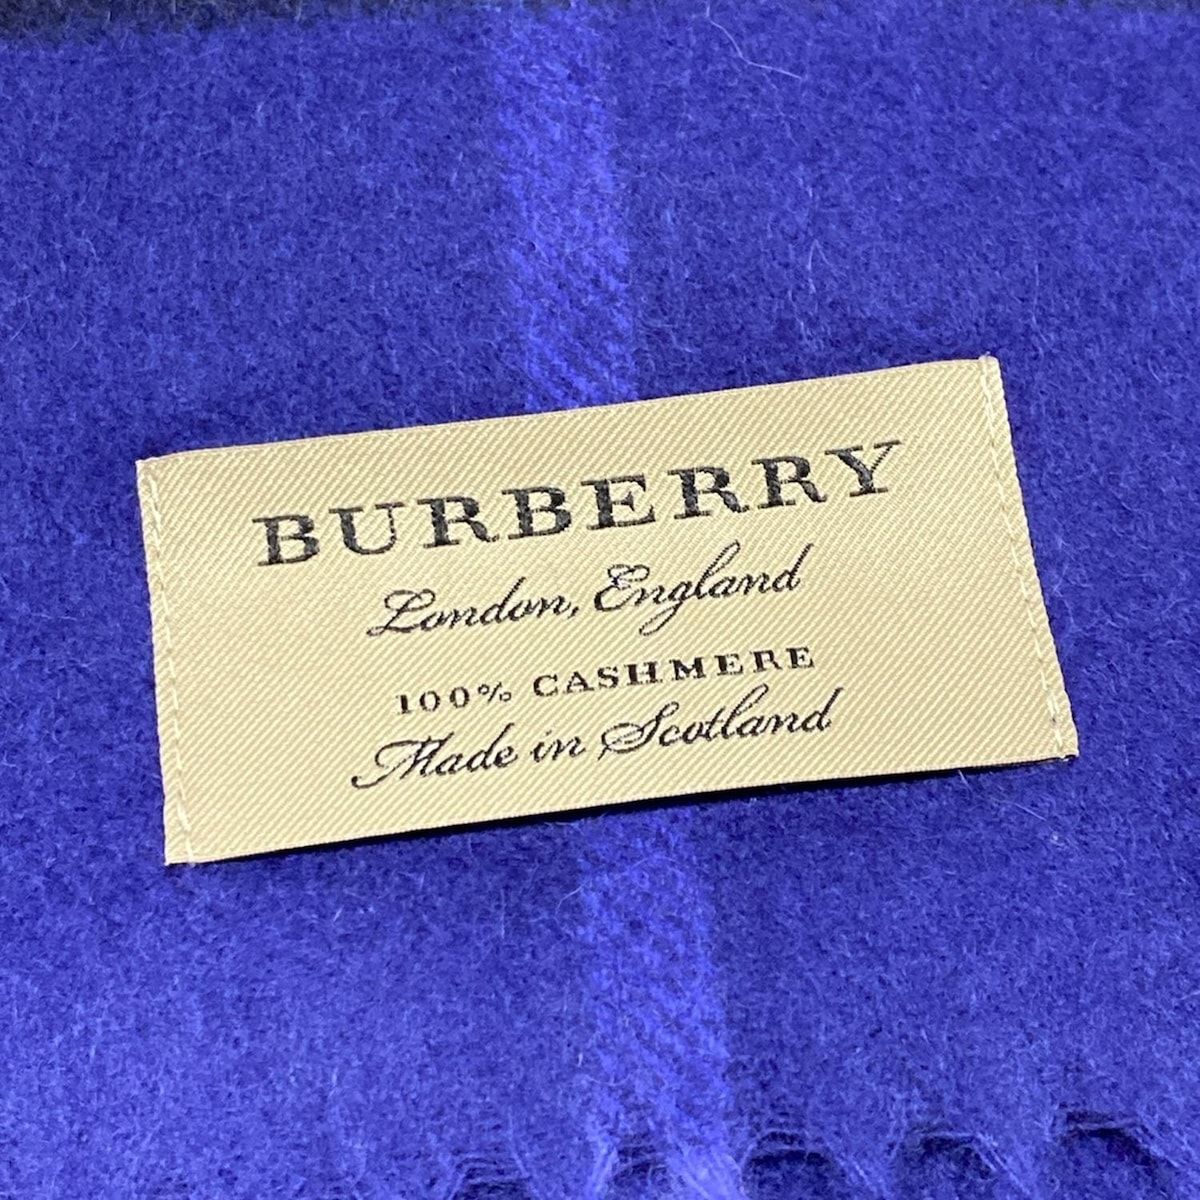 BURBERRY
London, England
100% CASHMERE
Made in Scotland